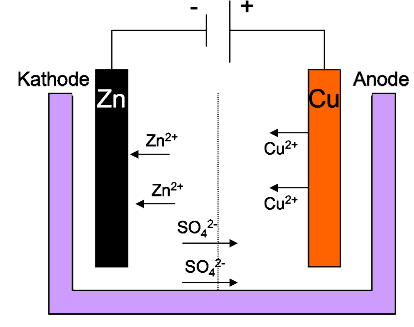 - +
Kathode Anode
Zn Cu
Zn²⁺
Cu²⁺
Zn²⁺
Cu²⁺
SO₄²⁻
SO₄²⁻